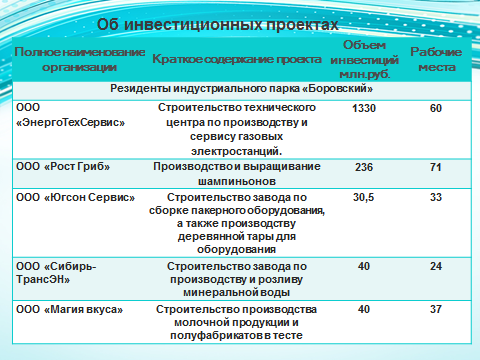 Об инвестиционных проектах
Полное наименование организации
Краткое содержание проекта
Объем инвестиций млн.руб.
Рабочие места
Резиденты индустриального парка «Боровский»
ООО «ЭнергоТехСервис»
Строительство технического центра по производству и сервису газовых электростанций.
1330
60
ООО «Рост Гриб»
Производство и выращивание шампиньонов
236
71
ООО «Югсон Сервис»
Строительство завода по сборке пакерного оборудования, а также производству деревянной тары для оборудования
30,5
33
ООО «Сибирь-ТрансЭН»
Строительство завода по производству и розливу минеральной воды
40
24
ООО «Магия вкуса»
Строительство производства молочной продукции и полуфабрикатов в тесте
40
37